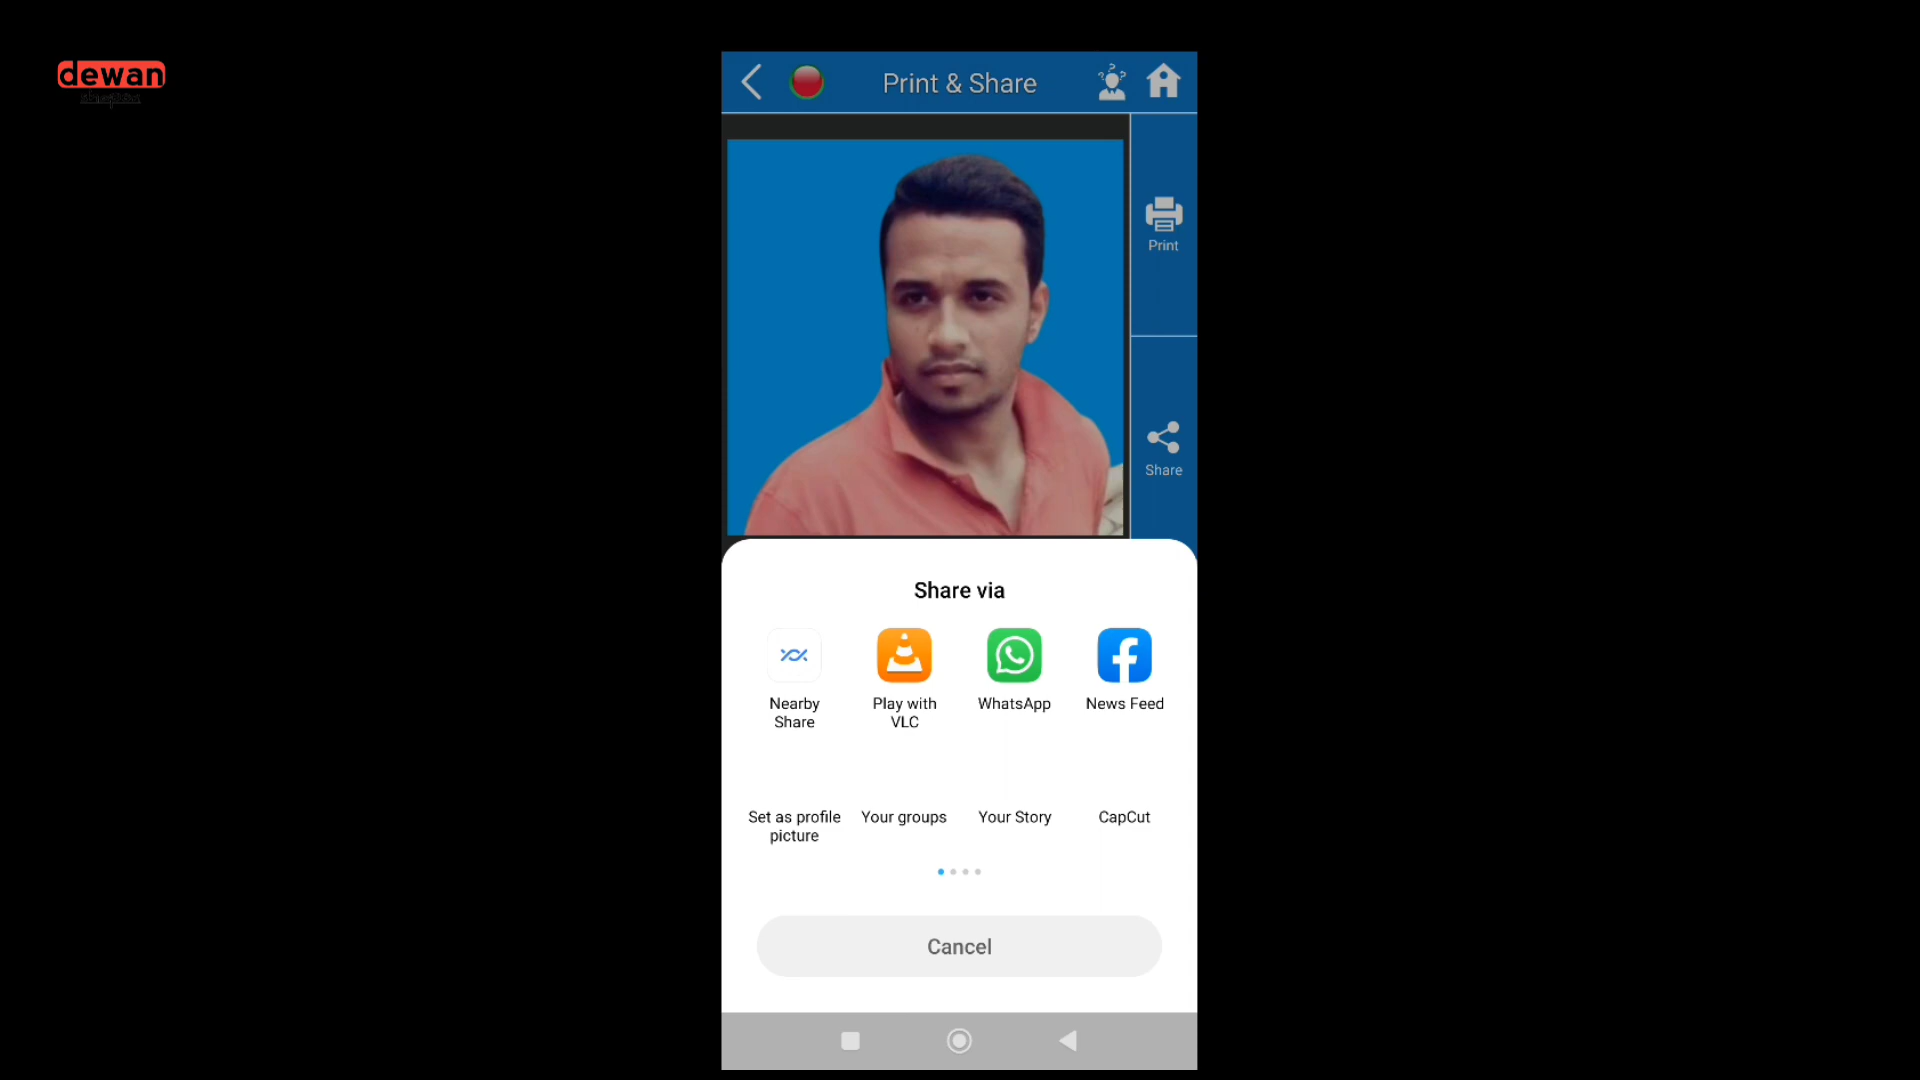 dewan
Print & Share
Print
Share
Share via
Nearby
Share
Play with
VLC
WhatsApp
News Feed
Set as profile
picture
Your groups
Your Story
CapCut
Cancel